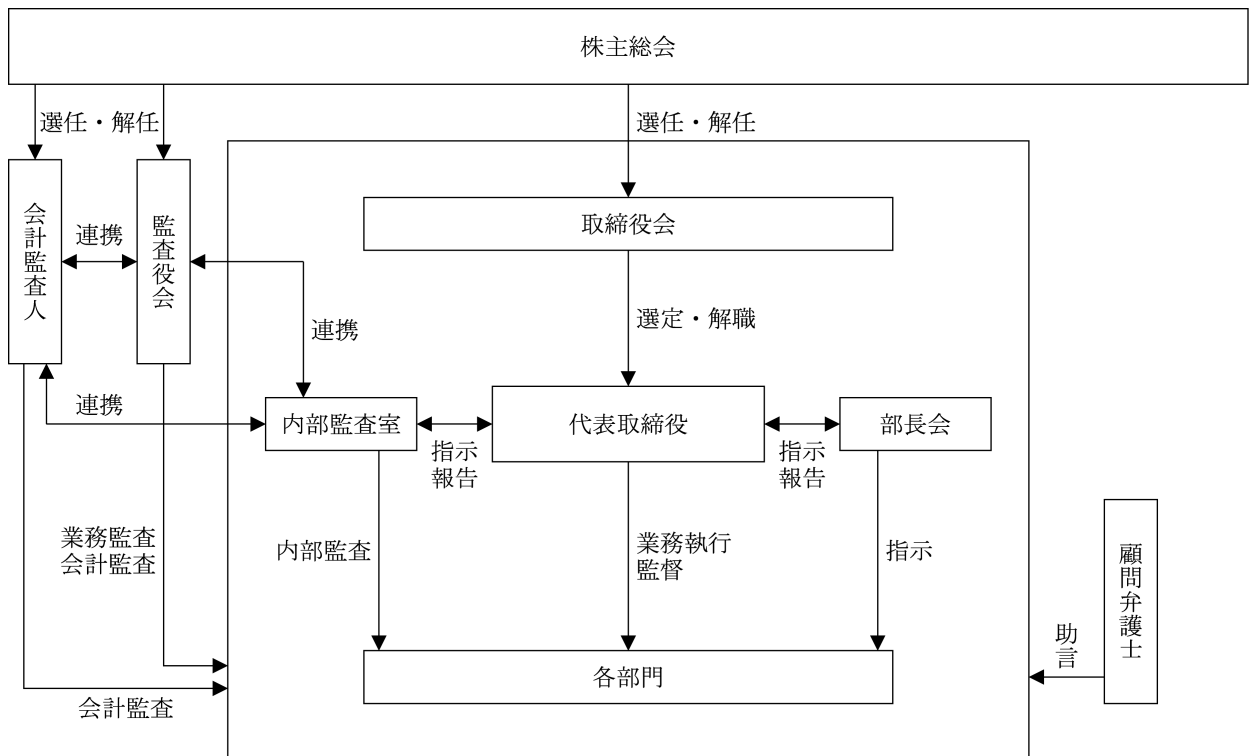 株主総会
選任・解任
選任・解任
会計監査人
連携
監査役会
取締役会
連携
選定・解職
連携
内部監査室
指示
報告
代表取締役
指示
報告
部長会
業務監査
会計監査
内部監査
業務執行
監督
指示
顧問弁護士
助言
各部門
会計監査